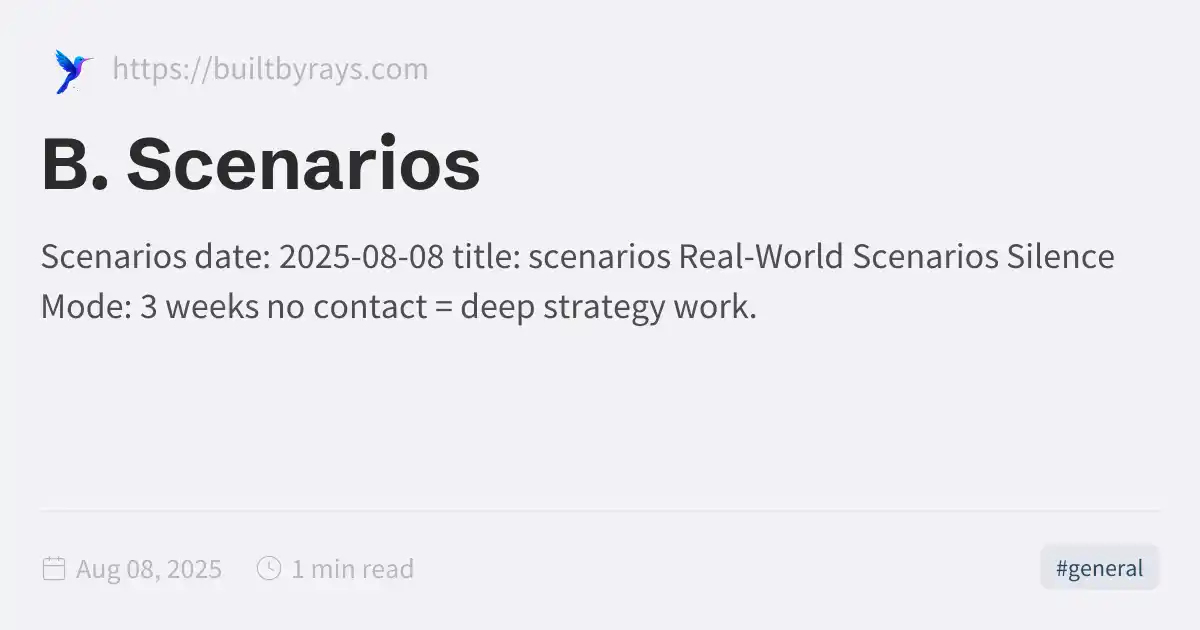 https://builtbyrays.com
B. Scenarios
Scenarios date: 2025-08-08 title: scenarios Real-World Scenarios Silence
Mode: 3 weeks no contact = deep strategy work.
Aug 08, 2025
1 min read
#general